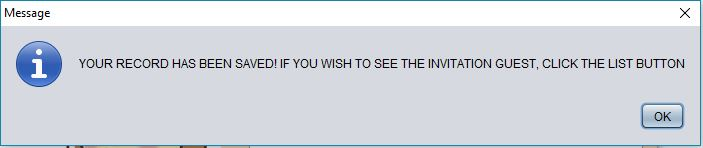 Message
YOUR RECORD HAS BEEN SAVED! IF YOU WISH TO SEE THE INVITATION GUEST, CLICK THE LIST BUTTON
OK